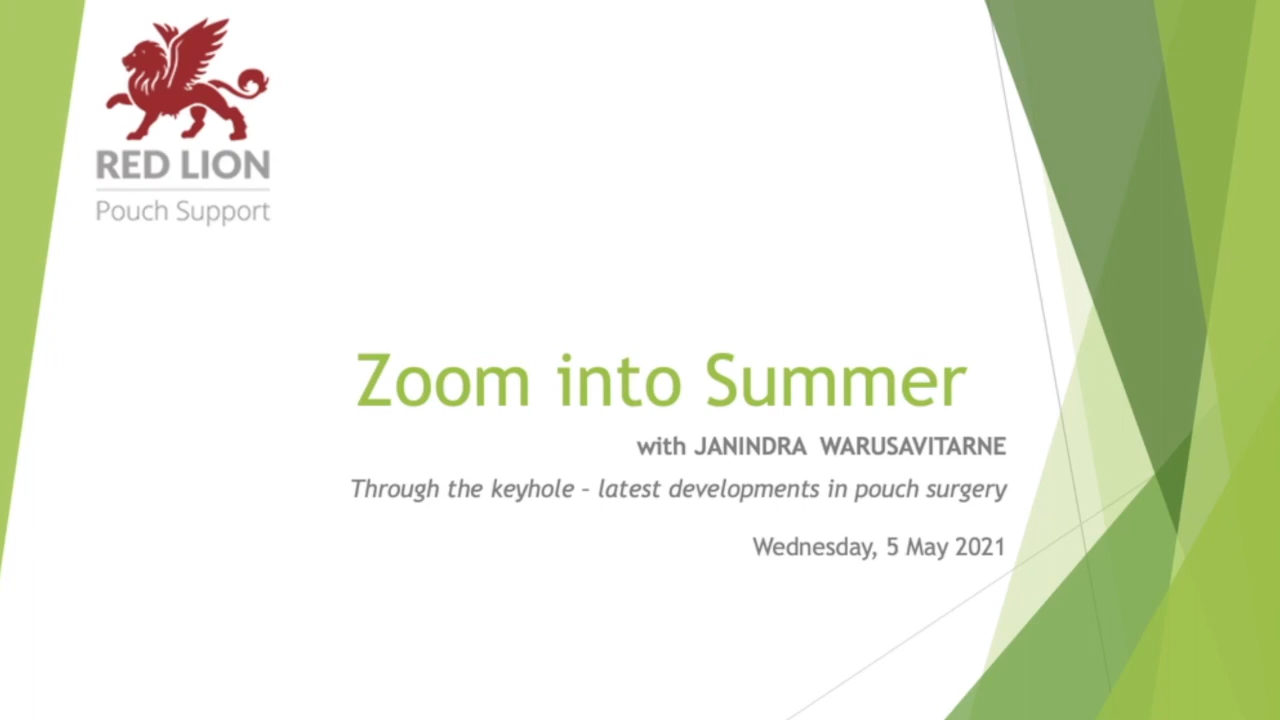 RED LION
Pouch Support
Zoom into Summer
with JANINDRA WARUSAVITARNE
Through the keyhole – latest developments in pouch surgery
Wednesday, 5 May 2021